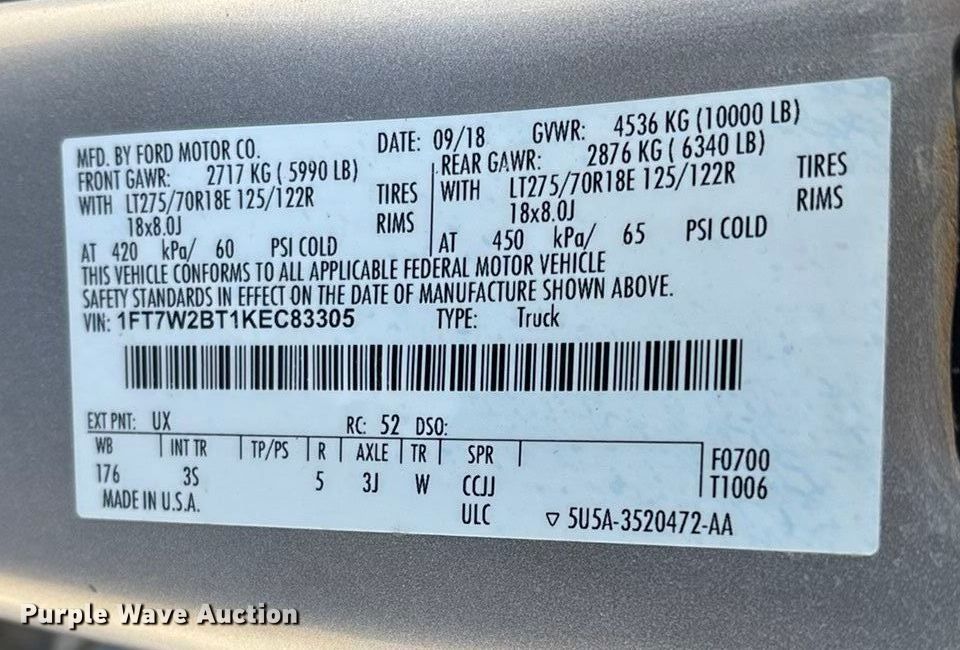 MFD. BY FORD MOTOR CO. DATE: 09/18 GVWR: 4536 KG (10000 LB)
FRONT GAWR: 2717 KG ( 5990 LB) REAR GAWR: 2876 KG ( 6340 LB)
WITH LT275/70R18E 125/122R TIRES WITH LT275/70R18E 125/122R TIRES
18x8.0J RIMS 18x8.0J RIMS
AT 420 kPa/ 60 PSI COLD AT 450 kPa/ 65 PSI COLD
THIS VEHICLE CONFORMS TO ALL APPLICABLE FEDERAL MOTOR VEHICLE
SAFETY STANDARDS IN EFFECT ON THE DATE OF MANUFACTURE SHOWN ABOVE.
VIN: 1FT7W2BT1KEC83305 TYPE: Truck
EXT PNT: UX RC: 52 DSO:
WB INT TR TP/PS R AXLE TR SPR F0700
176 3S 5 3J W CCJJ T1006
MADE IN U.S.A. ULC ▽ 5U5A-3520472-AA
Purple Wave Auction